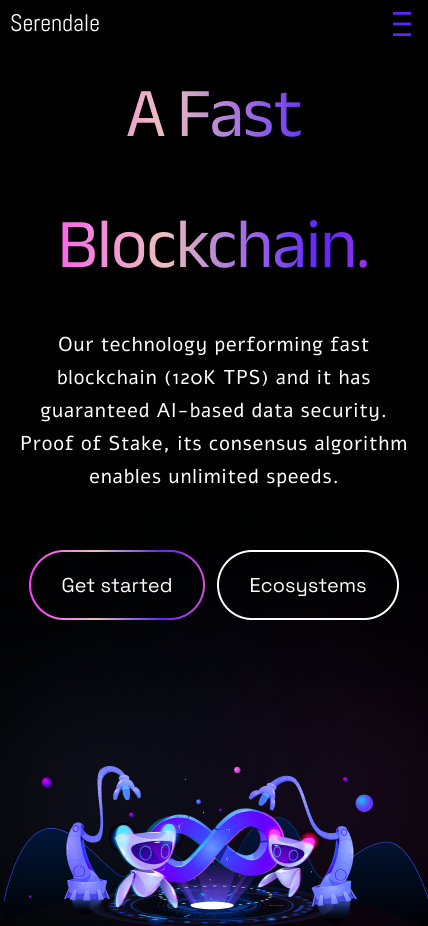 Serendale
A Fast
Blockchain.
Our technology performing fast
blockchain (120K TPS) and it has
guaranteed AI-based data security.
Proof of Stake, its consensus algorithm
enables unlimited speeds.
Get started
Ecosystems